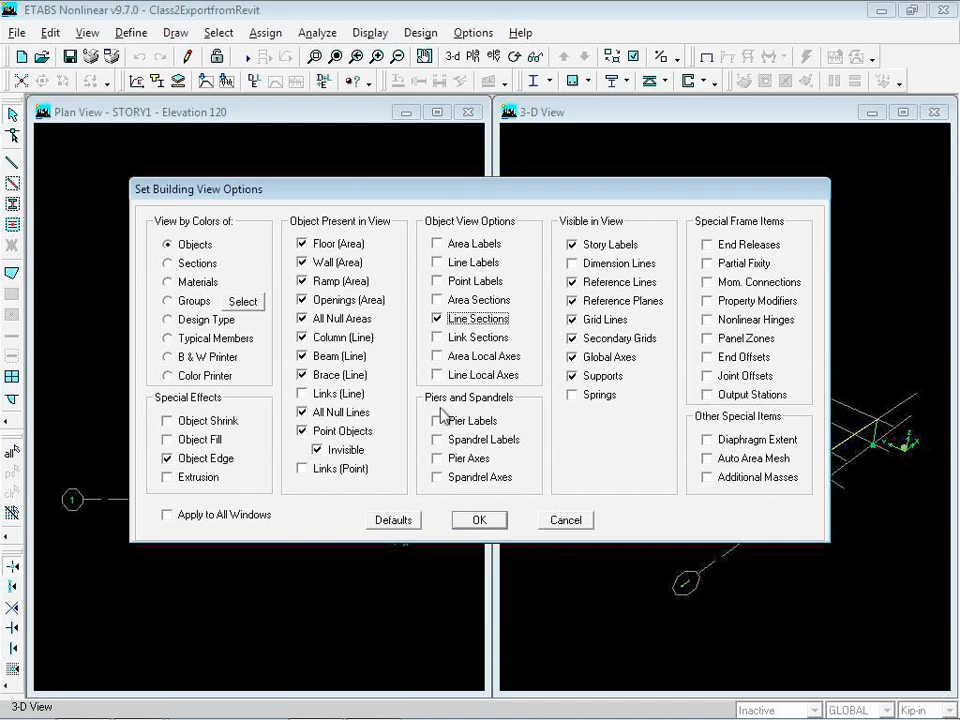 ETABS Nonlinear v9.7.0 - Class2ExportfromRevit
File Edit View Define Draw Select Assign Analyze Display Design Options Help
3-d
Plan View - STORY1 - Elevation 120
3-D View
Set Building View Options
View by Colors of:
Objects
Sections
Materials
Groups Select
Design Type
Typical Members
B & W Printer
Color Printer
Special Effects
Object Shrink
Object Fill
Object Edge
Extrusion
Apply to All Windows
Object Present in View
Floor (Area)
Wall (Area)
Ramp (Area)
Openings (Area)
All Null Areas
Column (Line)
Beam (Line)
Brace (Line)
Links (Line)
All Null Lines
Point Objects
Invisible
Links (Point)
Object View Options
Area Labels
Line Labels
Point Labels
Area Sections
Line Sections
Link Sections
Area Local Axes
Line Local Axes
Piers and Spandrels
Pier Labels
Spandrel Labels
Pier Axes
Spandrel Axes
Visible in View
Story Labels
Dimension Lines
Reference Lines
Reference Planes
Grid Lines
Secondary Grids
Global Axes
Supports
Springs
Special Frame Items
End Releases
Partial Fixity
Mom. Connections
Property Modifiers
Nonlinear Hinges
Panel Zones
End Offsets
Joint Offsets
Output Stations
Other Special Items
Diaphragm Extent
Auto Area Mesh
Additional Masses
Defaults OK Cancel
all
ps
clr
1
Z
X
3-D View
Inactive GLOBAL Kip-in